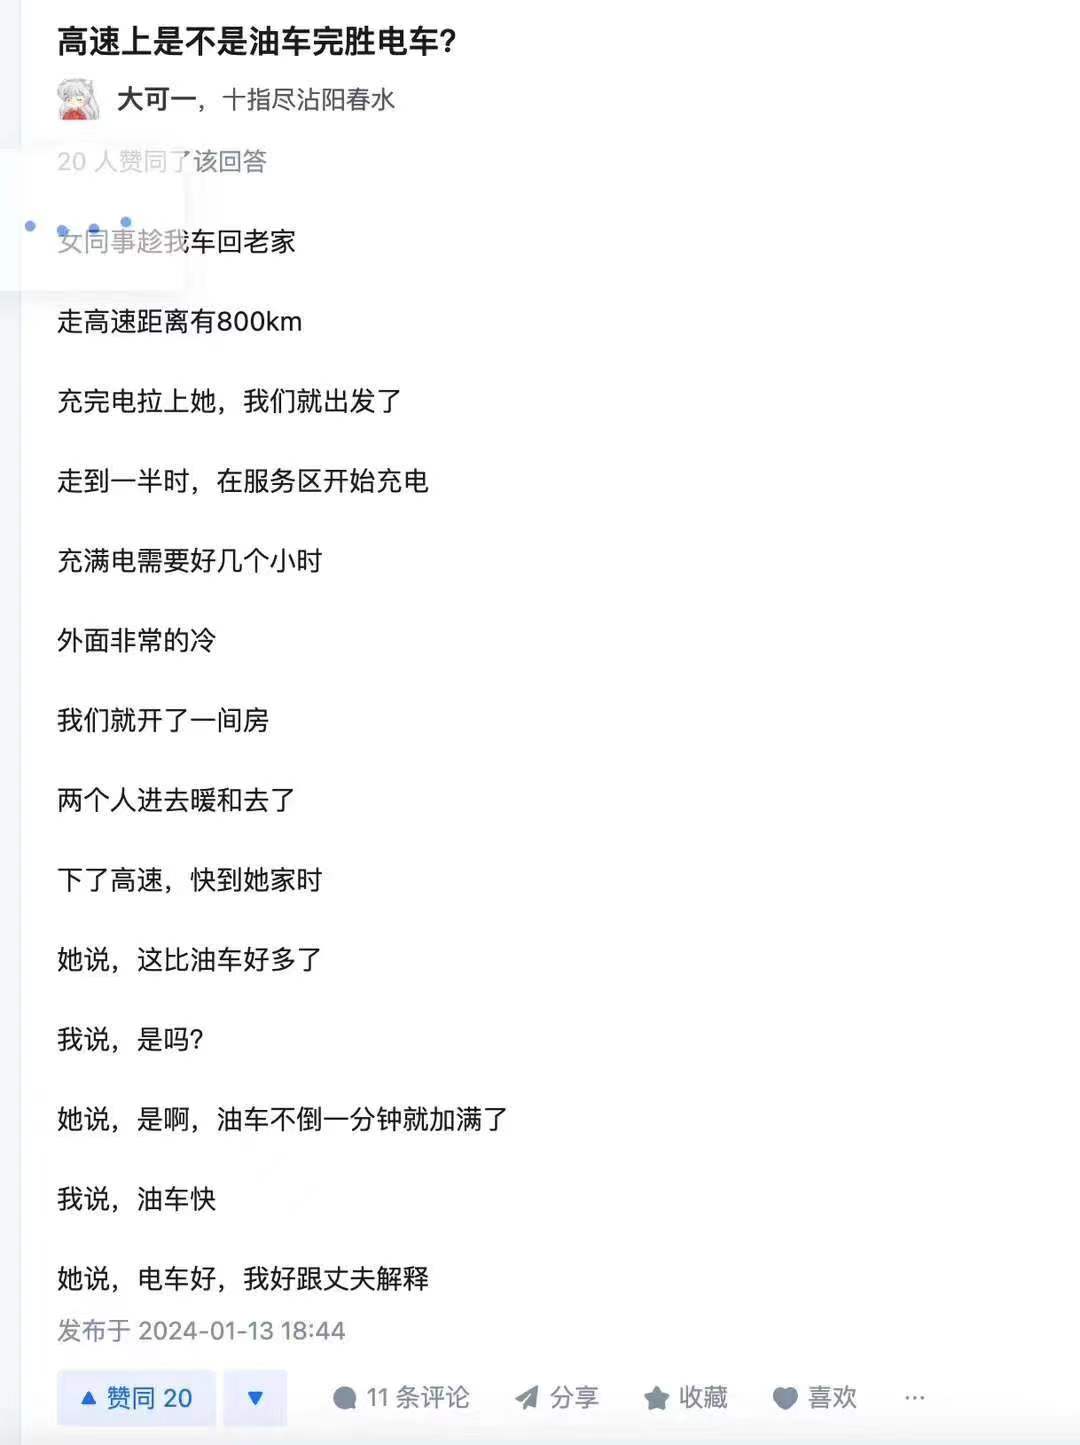 高速上是不是油车完胜电车?
大可一，十指尽沾阳春水
20 人赞同了该回答
女同事趁我车回老家
走高速距离有800km
充完电拉上她，我们就出发了
走到一半时，在服务区开始充电
充满电需要好几个小时
外面非常的冷
我们就开了一间房
两个人进去暖和去了
下了高速，快到她家时
她说，这比油车好多了
我说，是吗?
她说，是啊，油车不倒一分钟就加满了
我说，油车快
她说，电车好，我好跟丈夫解释
发布于 2024-01-13 18:44
赞同 20 11 条评论 分享 收藏 喜欢 ···